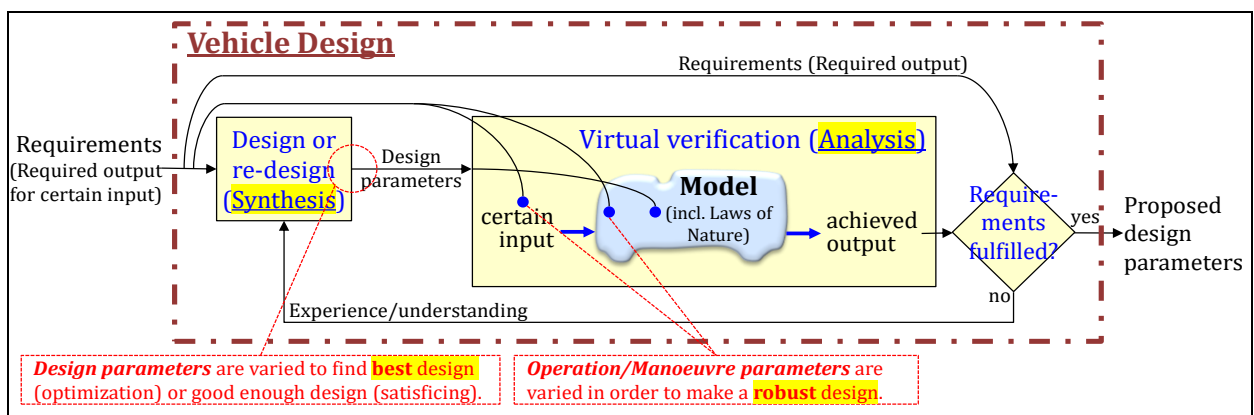 Vehicle Design
Requirements (Required output)
Requirements
(Required output
for certain input)
Design or
re-design
(Synthesis)
Design
parameters
Virtual verification (Analysis)
certain
input
Model
(incl. Laws of
Nature)
achieved
output
Require-
ments
fulfilled?
yes
no
Proposed
design
parameters
Experience/understanding
Design parameters are varied to find best design
(optimization) or good enough design (satisficing).
Operation/Manoeuvre parameters are
varied in order to make a robust design.